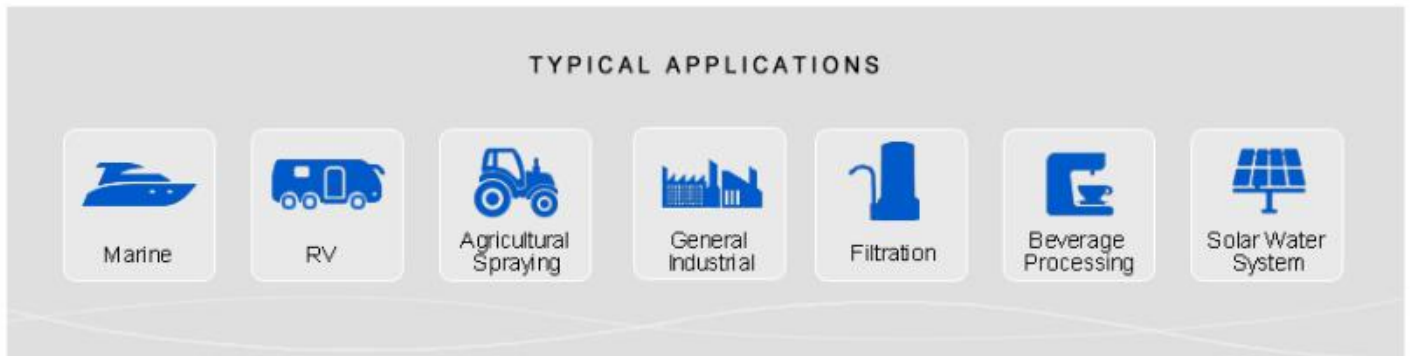 TYPICAL APPLICATIONS
Marine
RV
Agricultural
Spraying
General
Industrial
Filtration
Beverage
Processing
Solar Water
System